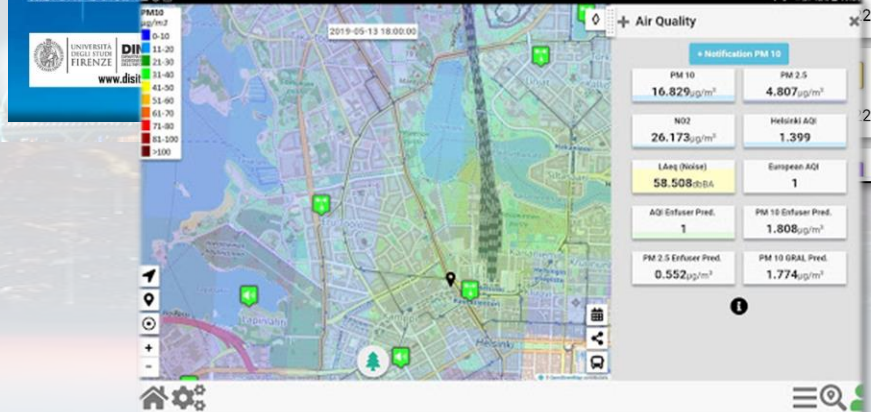 UNIVERSITÀ
DEGLI STUDI
FIRENZE
DIN
www.disit
PM10
µg/m3
0-10
11-20
21-30
31-40
41-50
51-60
61-70
71-80
81-100
>100
2019-05-13 18:00:00
Lapinlahti
Helsinki
Air Quality
+ Notification PM 10
PM 10 PM 2.5
16.829µg/m³ 4.807µg/m³
NO2 Helsinki AQI
26.173µg/m³ 1.399
LAeq (Noise) European AQI
58.508dbBA 1
AQI Enfuser Pred. PM 10 Enfuser Pred.
1 1.808µg/m³
PM 2.5 Enfuser Pred. PM 10 GRAL Pred.
0.552µg/m³ 1.774µg/m³